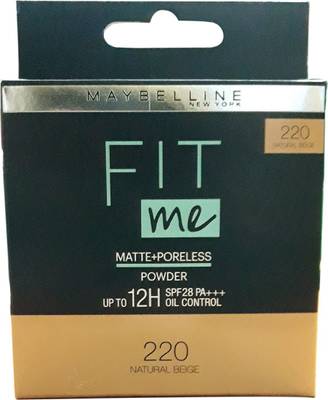 MAYBELLINE
NEW YORK
220
NATURAL BEIGE
FIT
me
MATTE+PORELESS
POWDER
UP TO 12H SPF28 PA+++
OIL CONTROL
220
NATURAL BEIGE